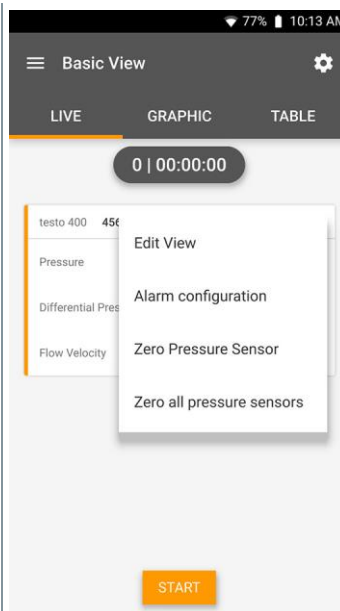 77% 10:13 AM
Basic View
LIVE GRAPHIC TABLE
0 | 00:00:00
testo 400 456
Edit View
Pressure
Alarm configuration
Differential Pres
Zero Pressure Sensor
Flow Velocity
Zero all pressure sensors
START